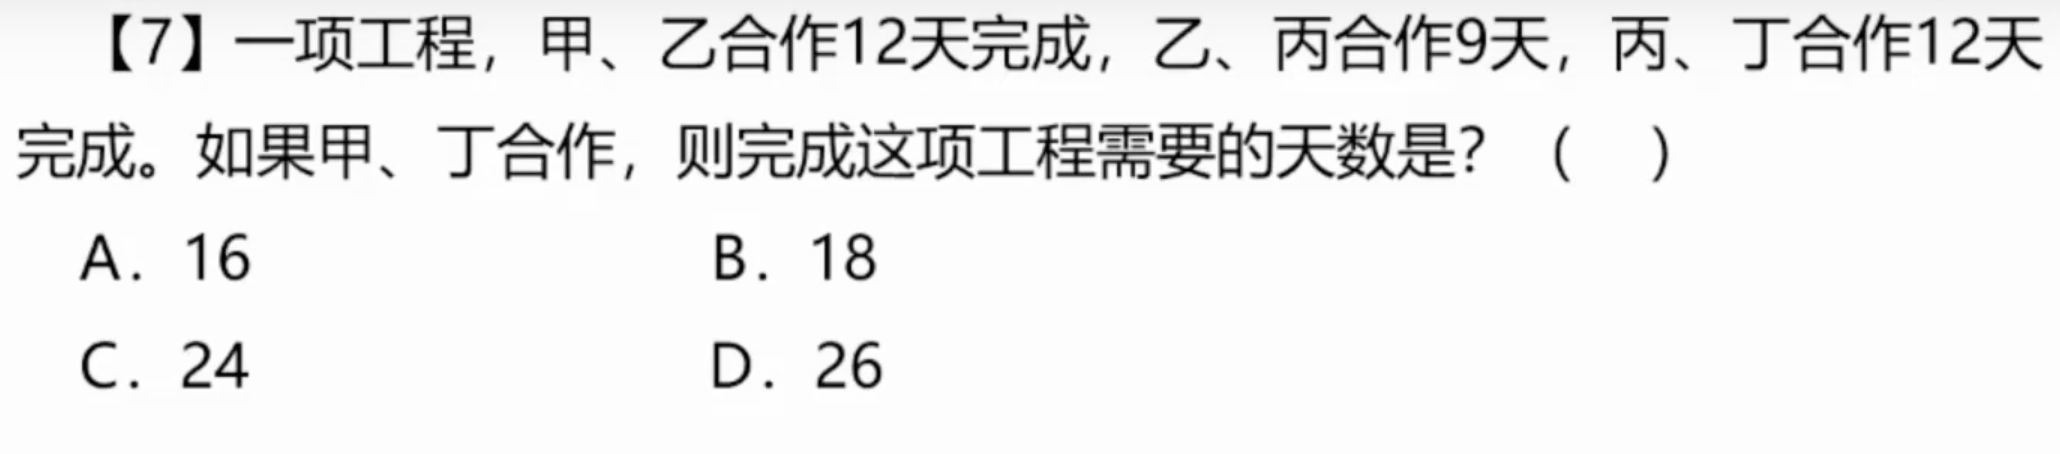 【7】一项工程，甲、乙合作12天完成，乙、丙合作9天，丙、丁合作12天
完成。如果甲、丁合作，则完成这项工程需要的天数是？（ ）
A．16 B．18
C．24 D．26